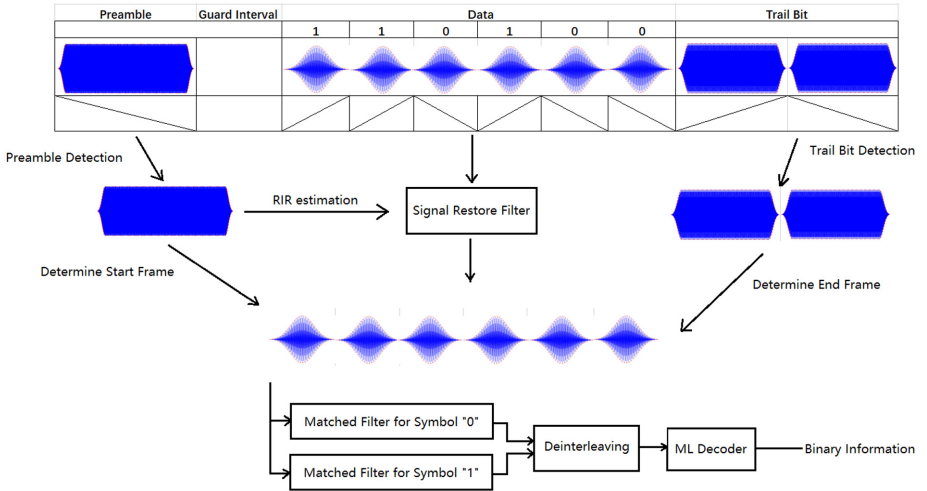 Preamble Guard Interval Data Trail Bit
1 1 0 1 0 0
Preamble Detection
Trail Bit Detection
RIR estimation
Signal Restore Filter
Determine Start Frame
Determine End Frame
Matched Filter for Symbol "0"
Deinterleaving
ML Decoder
Binary Information
Matched Filter for Symbol "1"